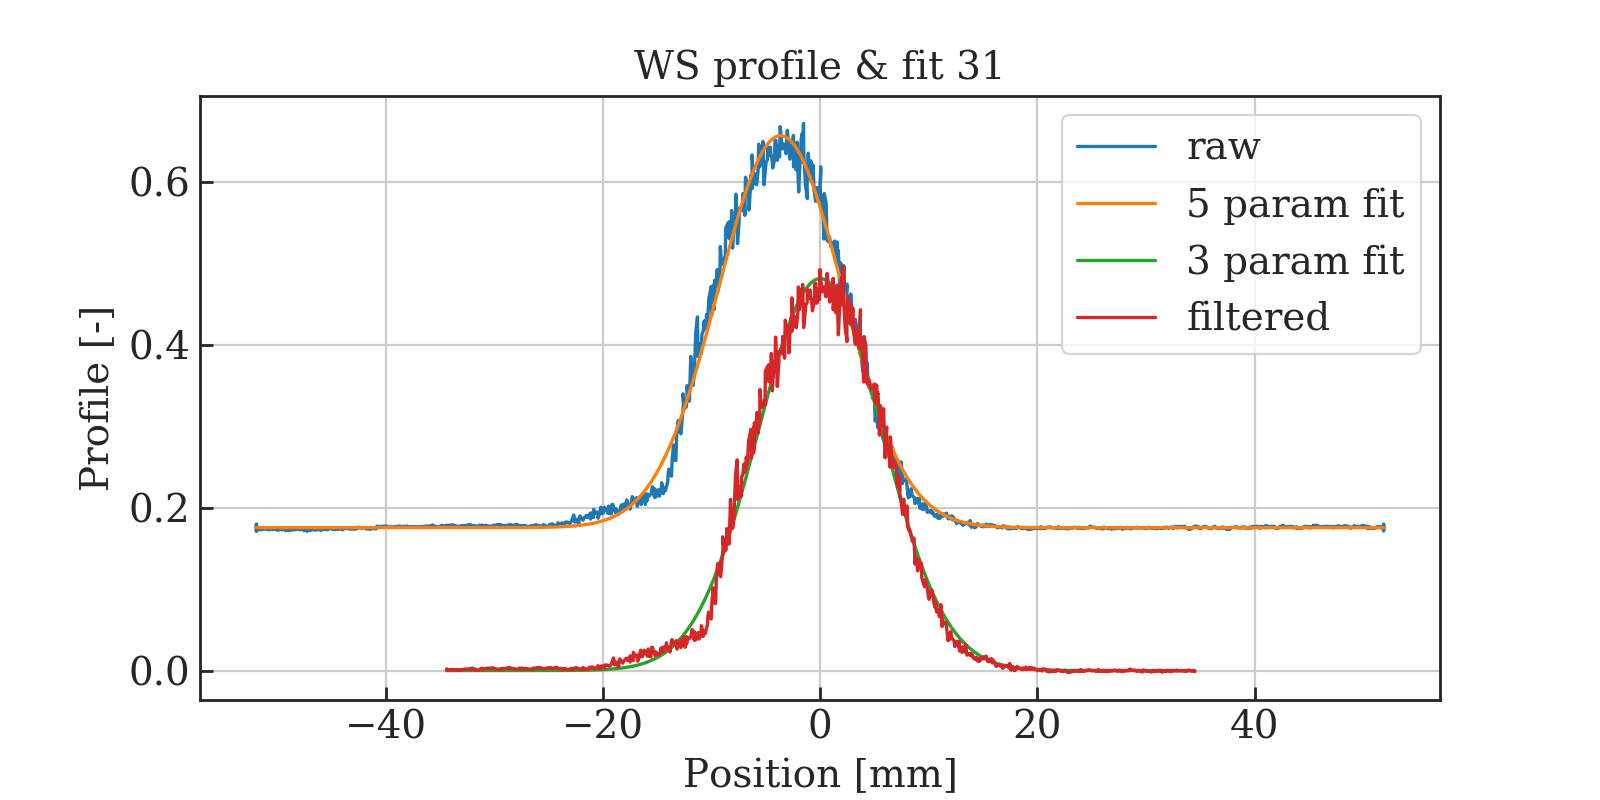 WS profile & fit 31
Profile [-]
0.6
0.4
0.2
0.0
raw
5 param fit
3 param fit
filtered
−40
−20
0
20
40
Position [mm]